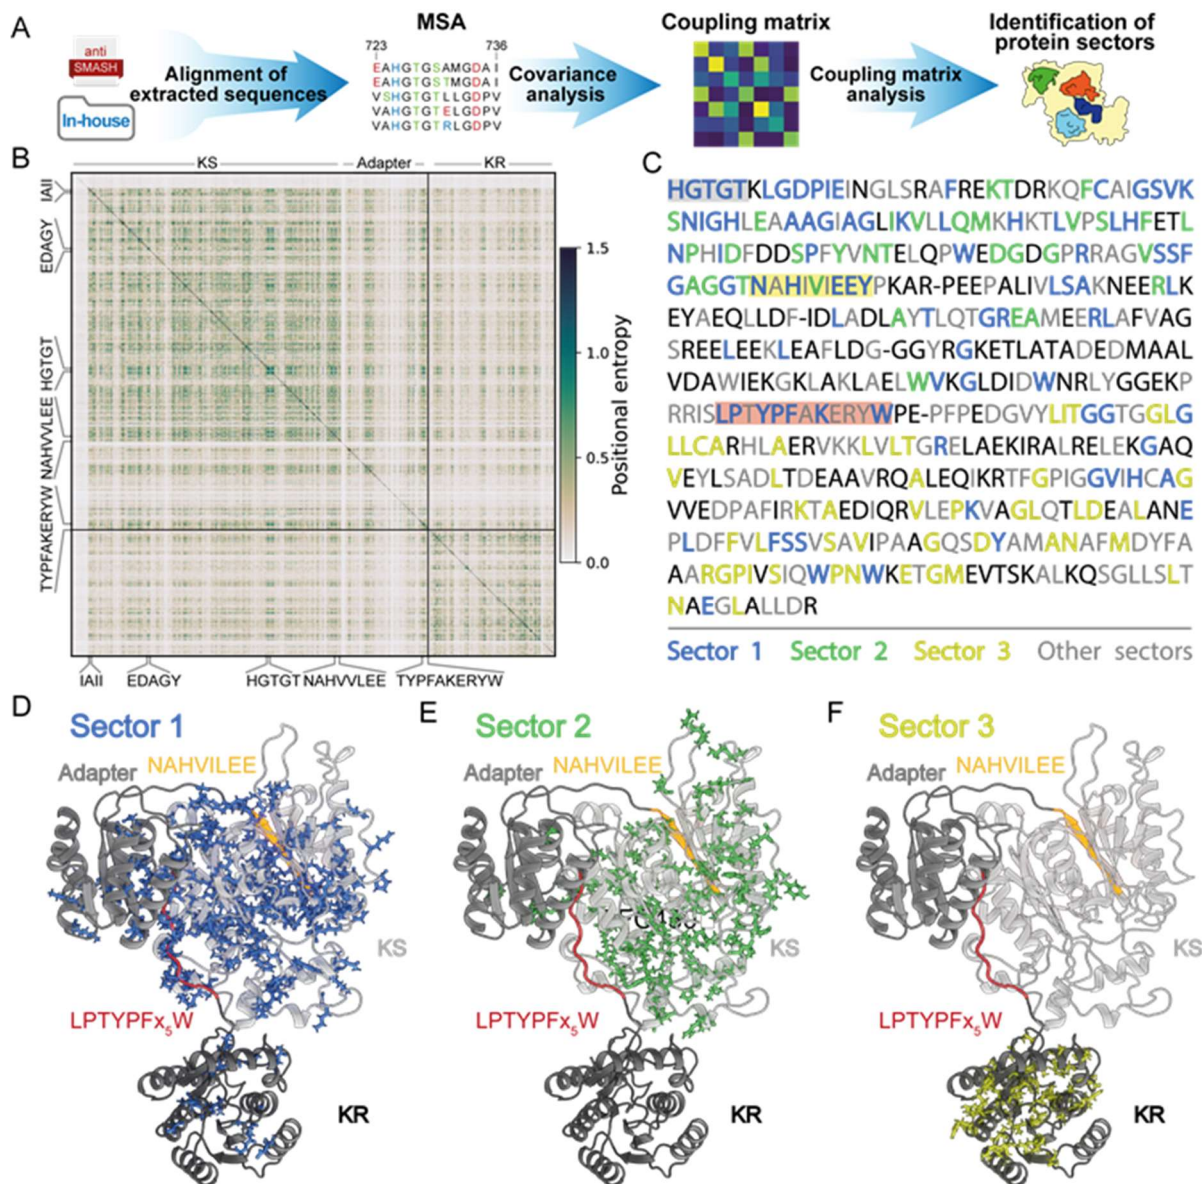 A
anti
SMASH
In-house
Alignment of
extracted sequences
MSA
723 736
EAHGTGSAMGDAI
EAHGTGSTMGDAI
VSHGTGTLLGDPV
VAHGTGTELGDPV
VAHGTGTRLGDPV
Covariance
analysis
Coupling matrix
Coupling matrix
analysis
Identification of
protein sectors
B
KS Adapter KR
IAII
EDAGY
HGTGT
NAHVVLEE
TYPFAKERYW
IAII EDAGY HGTGT NAHVVLEE TYPFAKERYW
1.5
1.0
0.5
0.0
Positional entropy
C
HGTGTKLGDPIEINGLSRAFREKTDRKQFCAIGSVK
SNIGHLEAAAGIAGLIKVLLQMKHKTLVPSLHFETL
NPHIDFDDSPFYVNTELQPWEDGDGPRRAGVSSF
GAGGTNAHIVIEEYPKAR-PEEPALIVLSAKNEERLK
EYAEQLLDF-IDLADLAYTLQTGREAMEERLAFVAG
SREELEEKLEAFLDG-GGYRGKETLATADEDMAAL
VDAWIEKGKLAKLAELWVKGLDIDWNRLYGGEKP
RRISLPTYPFAKERYWPE-PFPEDGVYLITGGTGGLG
LLCARHLAERVKKLVLTGRELAEKIRALRELEKGAQ
VEYLSADLTDEAAVRQALEQIKRTFGPIGGVIHCAG
VVEDPAFIRKTAEDIQRVLEPKVAGLQTLDEALANE
PLDFFVLFSSVSAVIPAAGQSDYAMANAFMDYFA
AARGPIVSIQWPNWKETGMEVTSKALKQSGLLSLT
NAEGLALLDR
Sector 1 Sector 2 Sector 3 Other sectors
D
Sector 1
Adapter
NAHVILEE
KS
LPTYPFx5W
KR
E
Sector 2
Adapter
NAHVILEE
KS
LPTYPFx5W
KR
F
Sector 3
Adapter
NAHVILEE
KS
LPTYPFx5W
KR